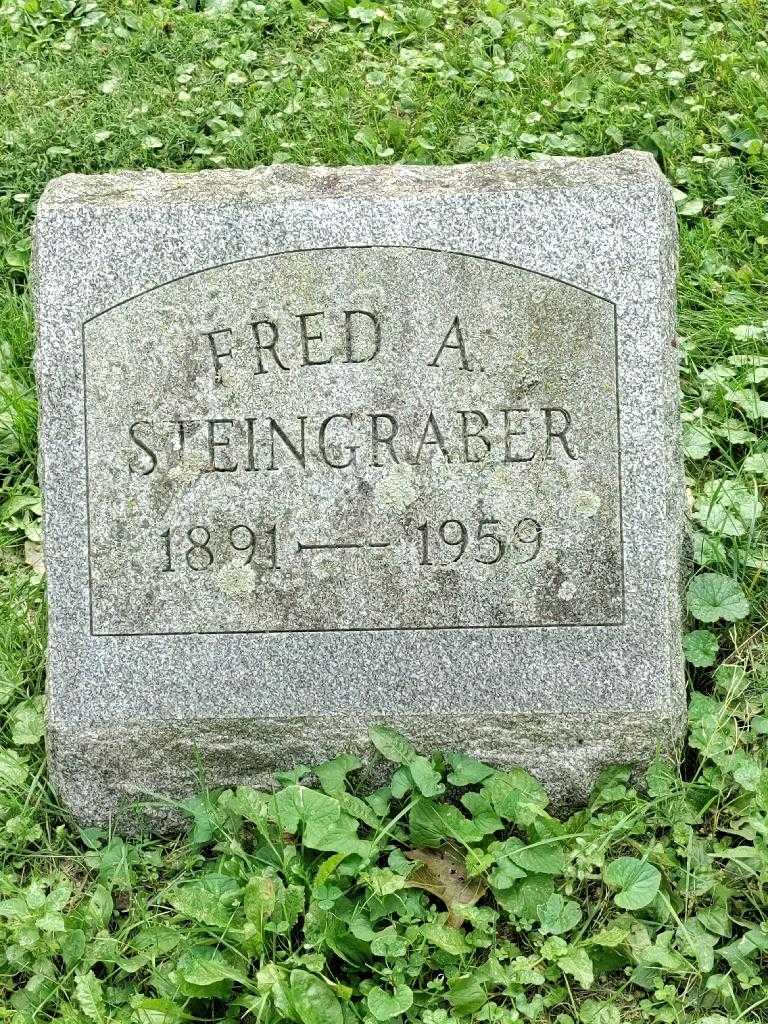 FRED A.
STEINGRABER
1891 — 1959